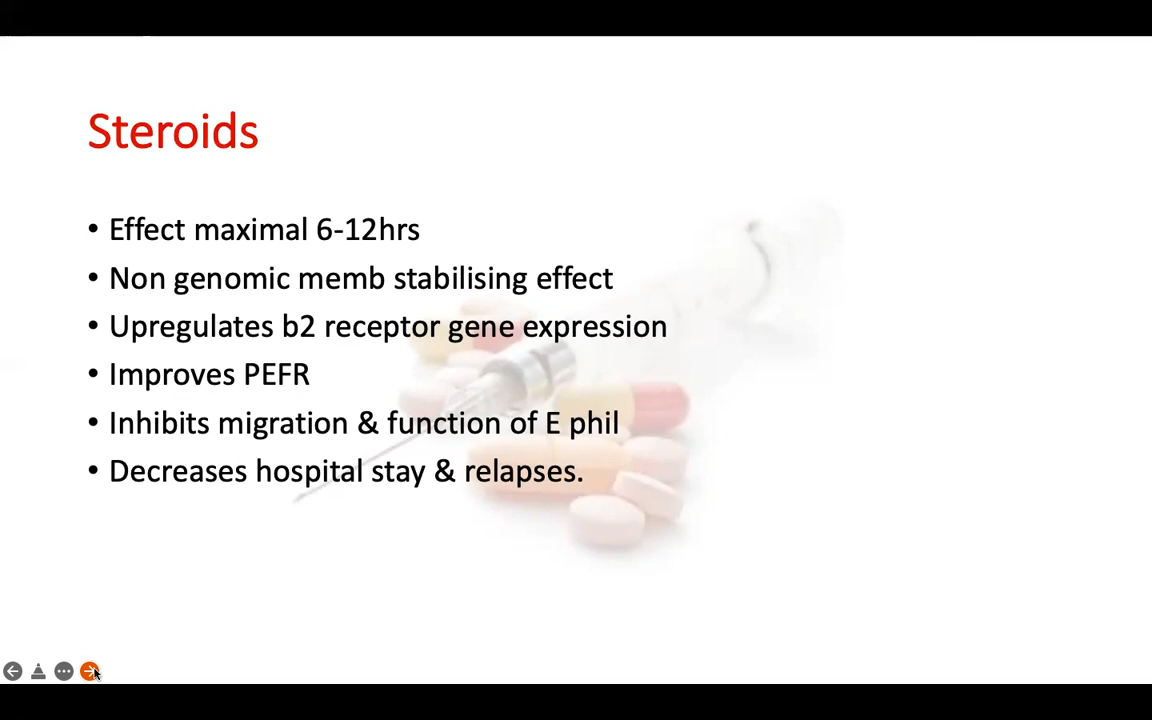 Steroids
• Effect maximal 6-12hrs
• Non genomic memb stabilising effect
• Upregulates b2 receptor gene expression
• Improves PEFR
• Inhibits migration & function of E phil
• Decreases hospital stay & relapses.